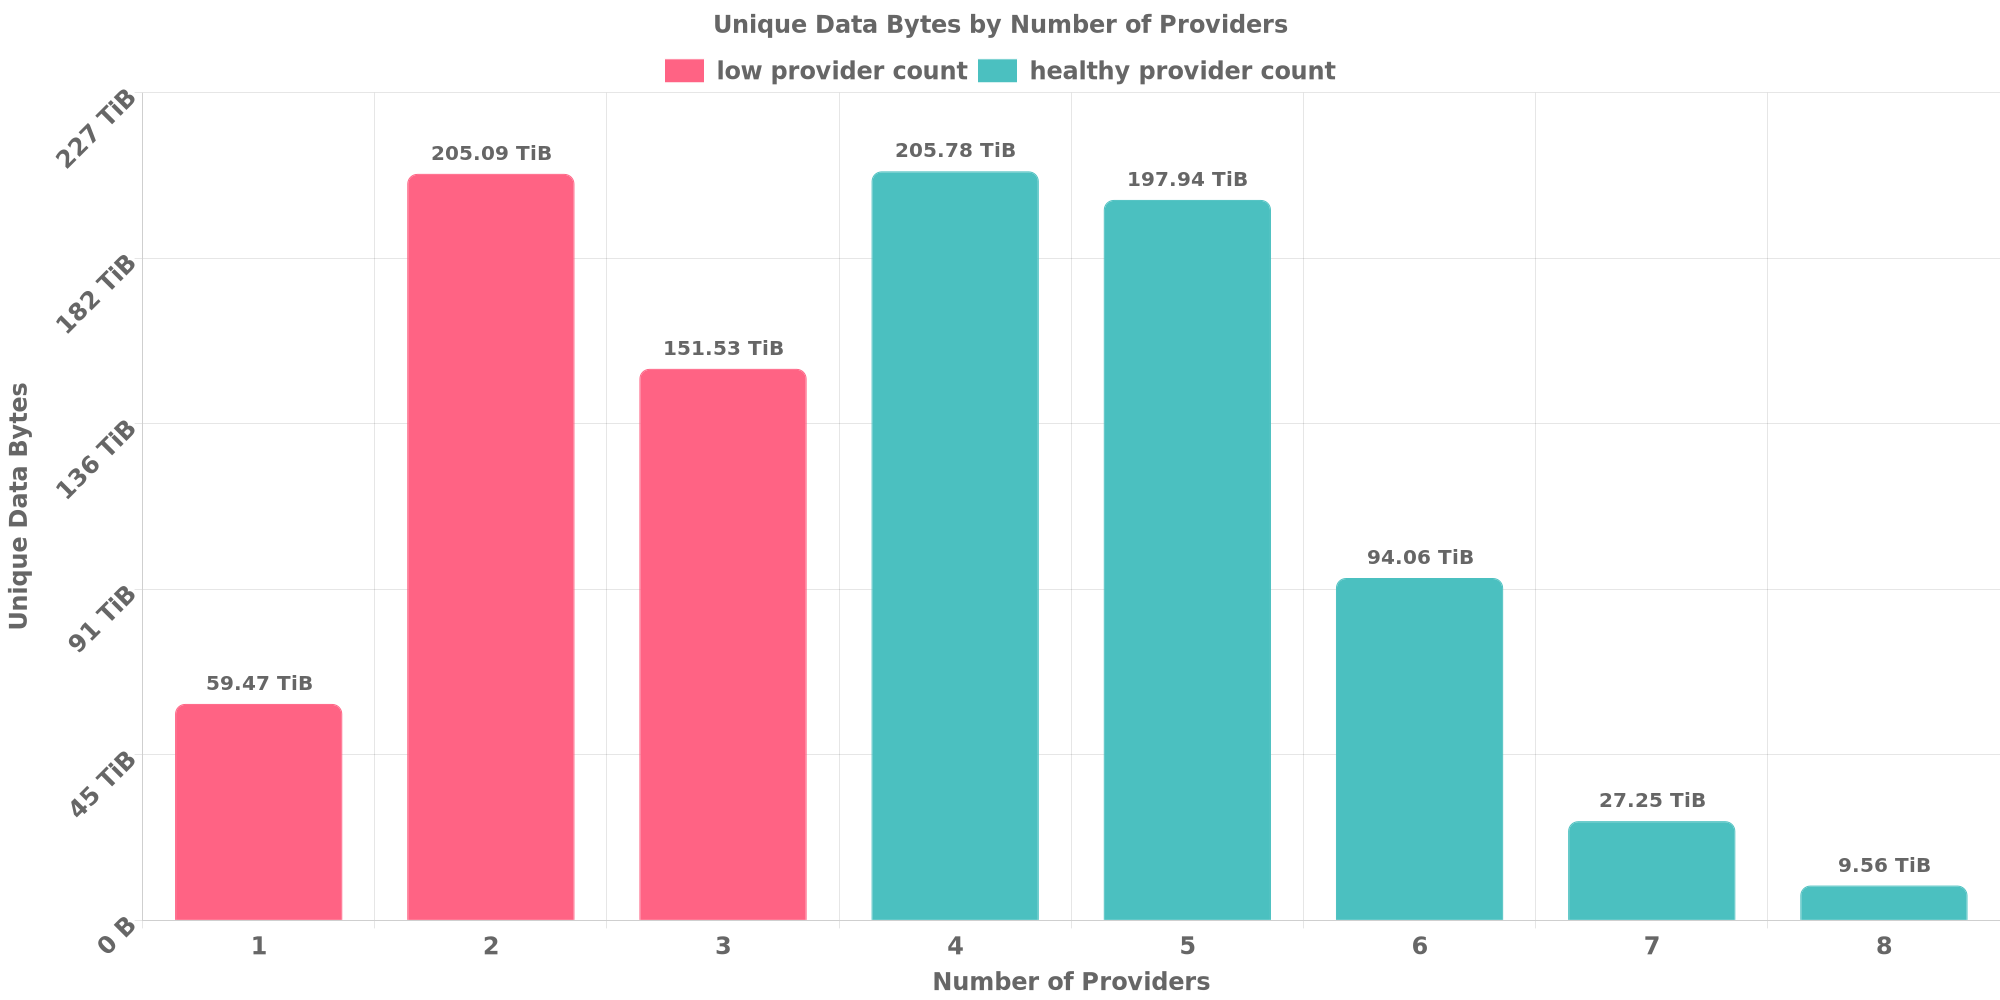 Unique Data Bytes by Number of Providers
low provider count healthy provider count
227 TiB
182 TiB
136 TiB
91 TiB
45 TiB
0 B
Unique Data Bytes
59.47 TiB
205.09 TiB
151.53 TiB
205.78 TiB
197.94 TiB
94.06 TiB
27.25 TiB
9.56 TiB
1 2 3 4 5 6 7 8
Number of Providers